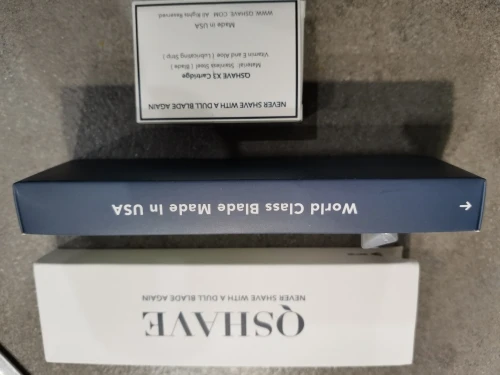 NEVER SHAVE WITH A DULL BLADE AGAIN
QSHAVE X3 Cartridge
Material: Stainless Steel | Blade |
Vitamin E and Aloe | Lubricating Strip |
Made in USA
WWW. QSHAVE .COM All Rights Reserved
World Class Blade Made In USA
QSHAVE
NEVER SHAVE WITH A DULL BLADE AGAIN